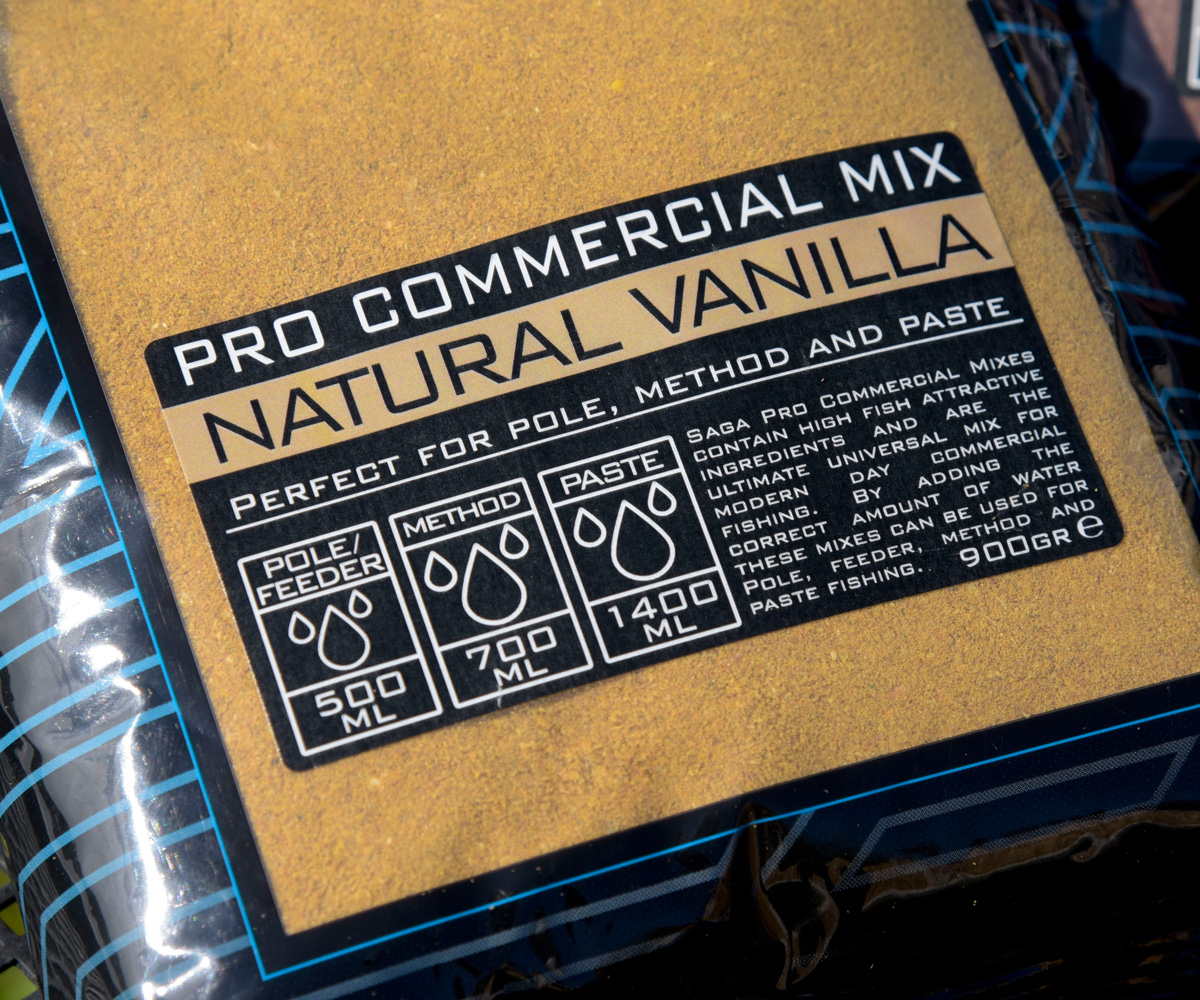 PRO COMMERCIAL MIX
NATURAL VANILLA
PERFECT FOR POLE, METHOD AND PASTE
POLE/
FEEDER
500
ML
METHOD
700
ML
PASTE
1400
ML
SAGA PRO COMMERCIAL MIXES
CONTAIN HIGH FISH ATTRACTIVE
INGREDIENTS AND ARE THE
ULTIMATE UNIVERSAL MIX FOR
MODERN DAY COMMERCIAL
FISHING. BY ADDING THE
CORRECT AMOUNT OF WATER
THESE MIXES CAN BE USED FOR
POLE, FEEDER, METHOD AND
PASTE FISHING.
900GR℮